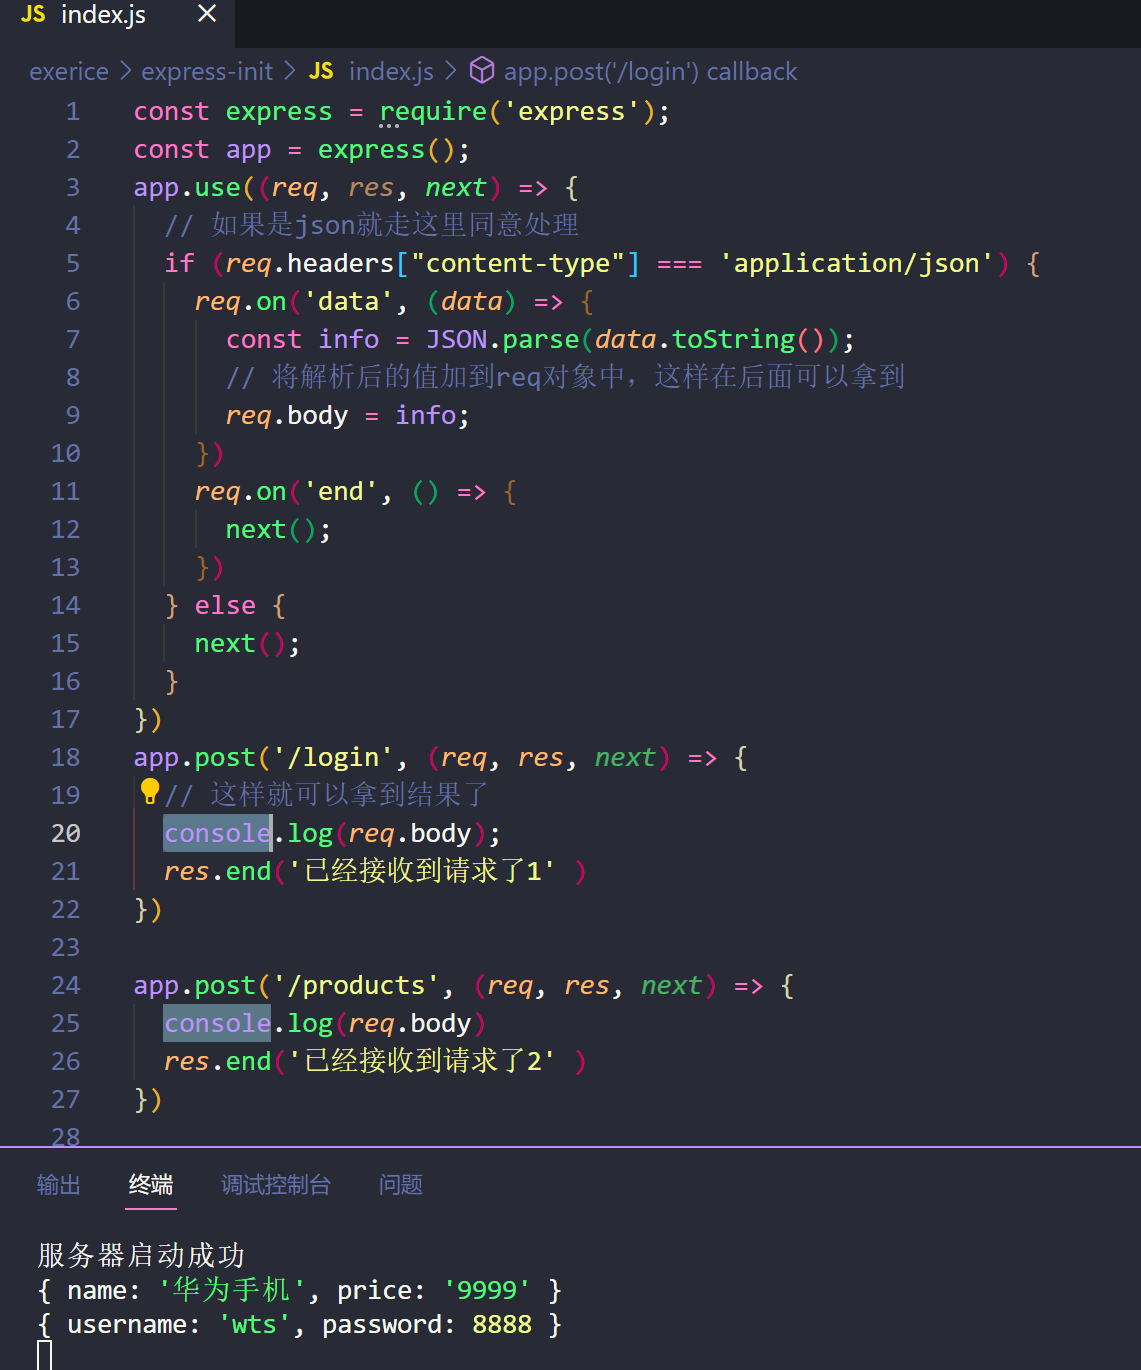 JS index.js ×
exerice > express-init > JS index.js > app.post('/login') callback
1 const express = require('express');
2 const app = express();
3 app.use((req, res, next) => {
4 // 如果是json就走这里同意处理
5 if (req.headers["content-type"] === 'application/json') {
6 req.on('data', (data) => {
7 const info = JSON.parse(data.toString());
8 // 将解析后的值加到req对象中，这样在后面可以拿到
9 req.body = info;
10 })
11 req.on('end', () => {
12 next();
13 })
14 } else {
15 next();
16 }
17 })
18 app.post('/login', (req, res, next) => {
19 // 这样就可以拿到结果了
20 console.log(req.body);
21 res.end('已经接收到请求了1' )
22 })
23
24 app.post('/products', (req, res, next) => {
25 console.log(req.body)
26 res.end('已经接收到请求了2' )
27 })
28
输出 终端 调试控制台 问题
服务器启动成功
{ name: '华为手机', price: '9999' }
{ username: 'wts', password: 8888 }